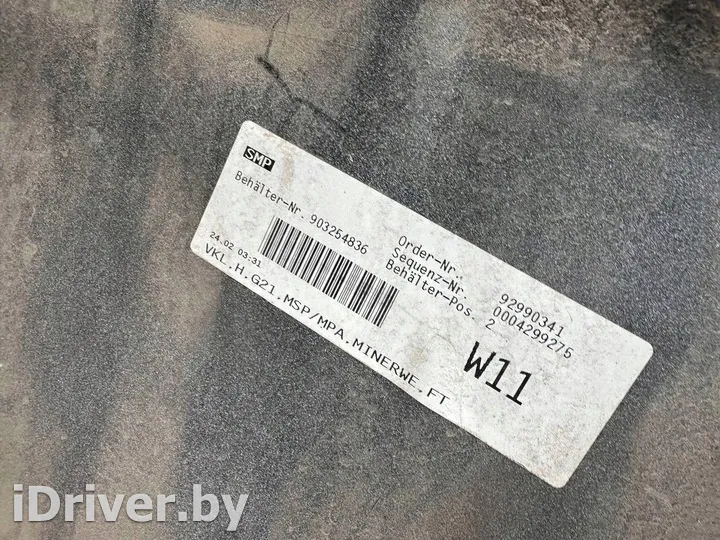 SMP
Behälter-Nr. 903254836
Order-Nr.: 92990341
Sequenz-Nr. 0004299275
Behälter-Pos. 2
24.02 03:31
W11
VKL.H.G21.MSP/MPA.MINERWE.FT
iDriver.by